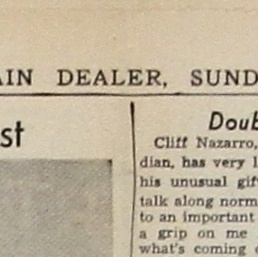 AIN DEALER, SUND
st
Doub
Cliff Nazarro,
dian, has very l
his unusual gif
talk along norm
to an important
a grip on me
what's coming o